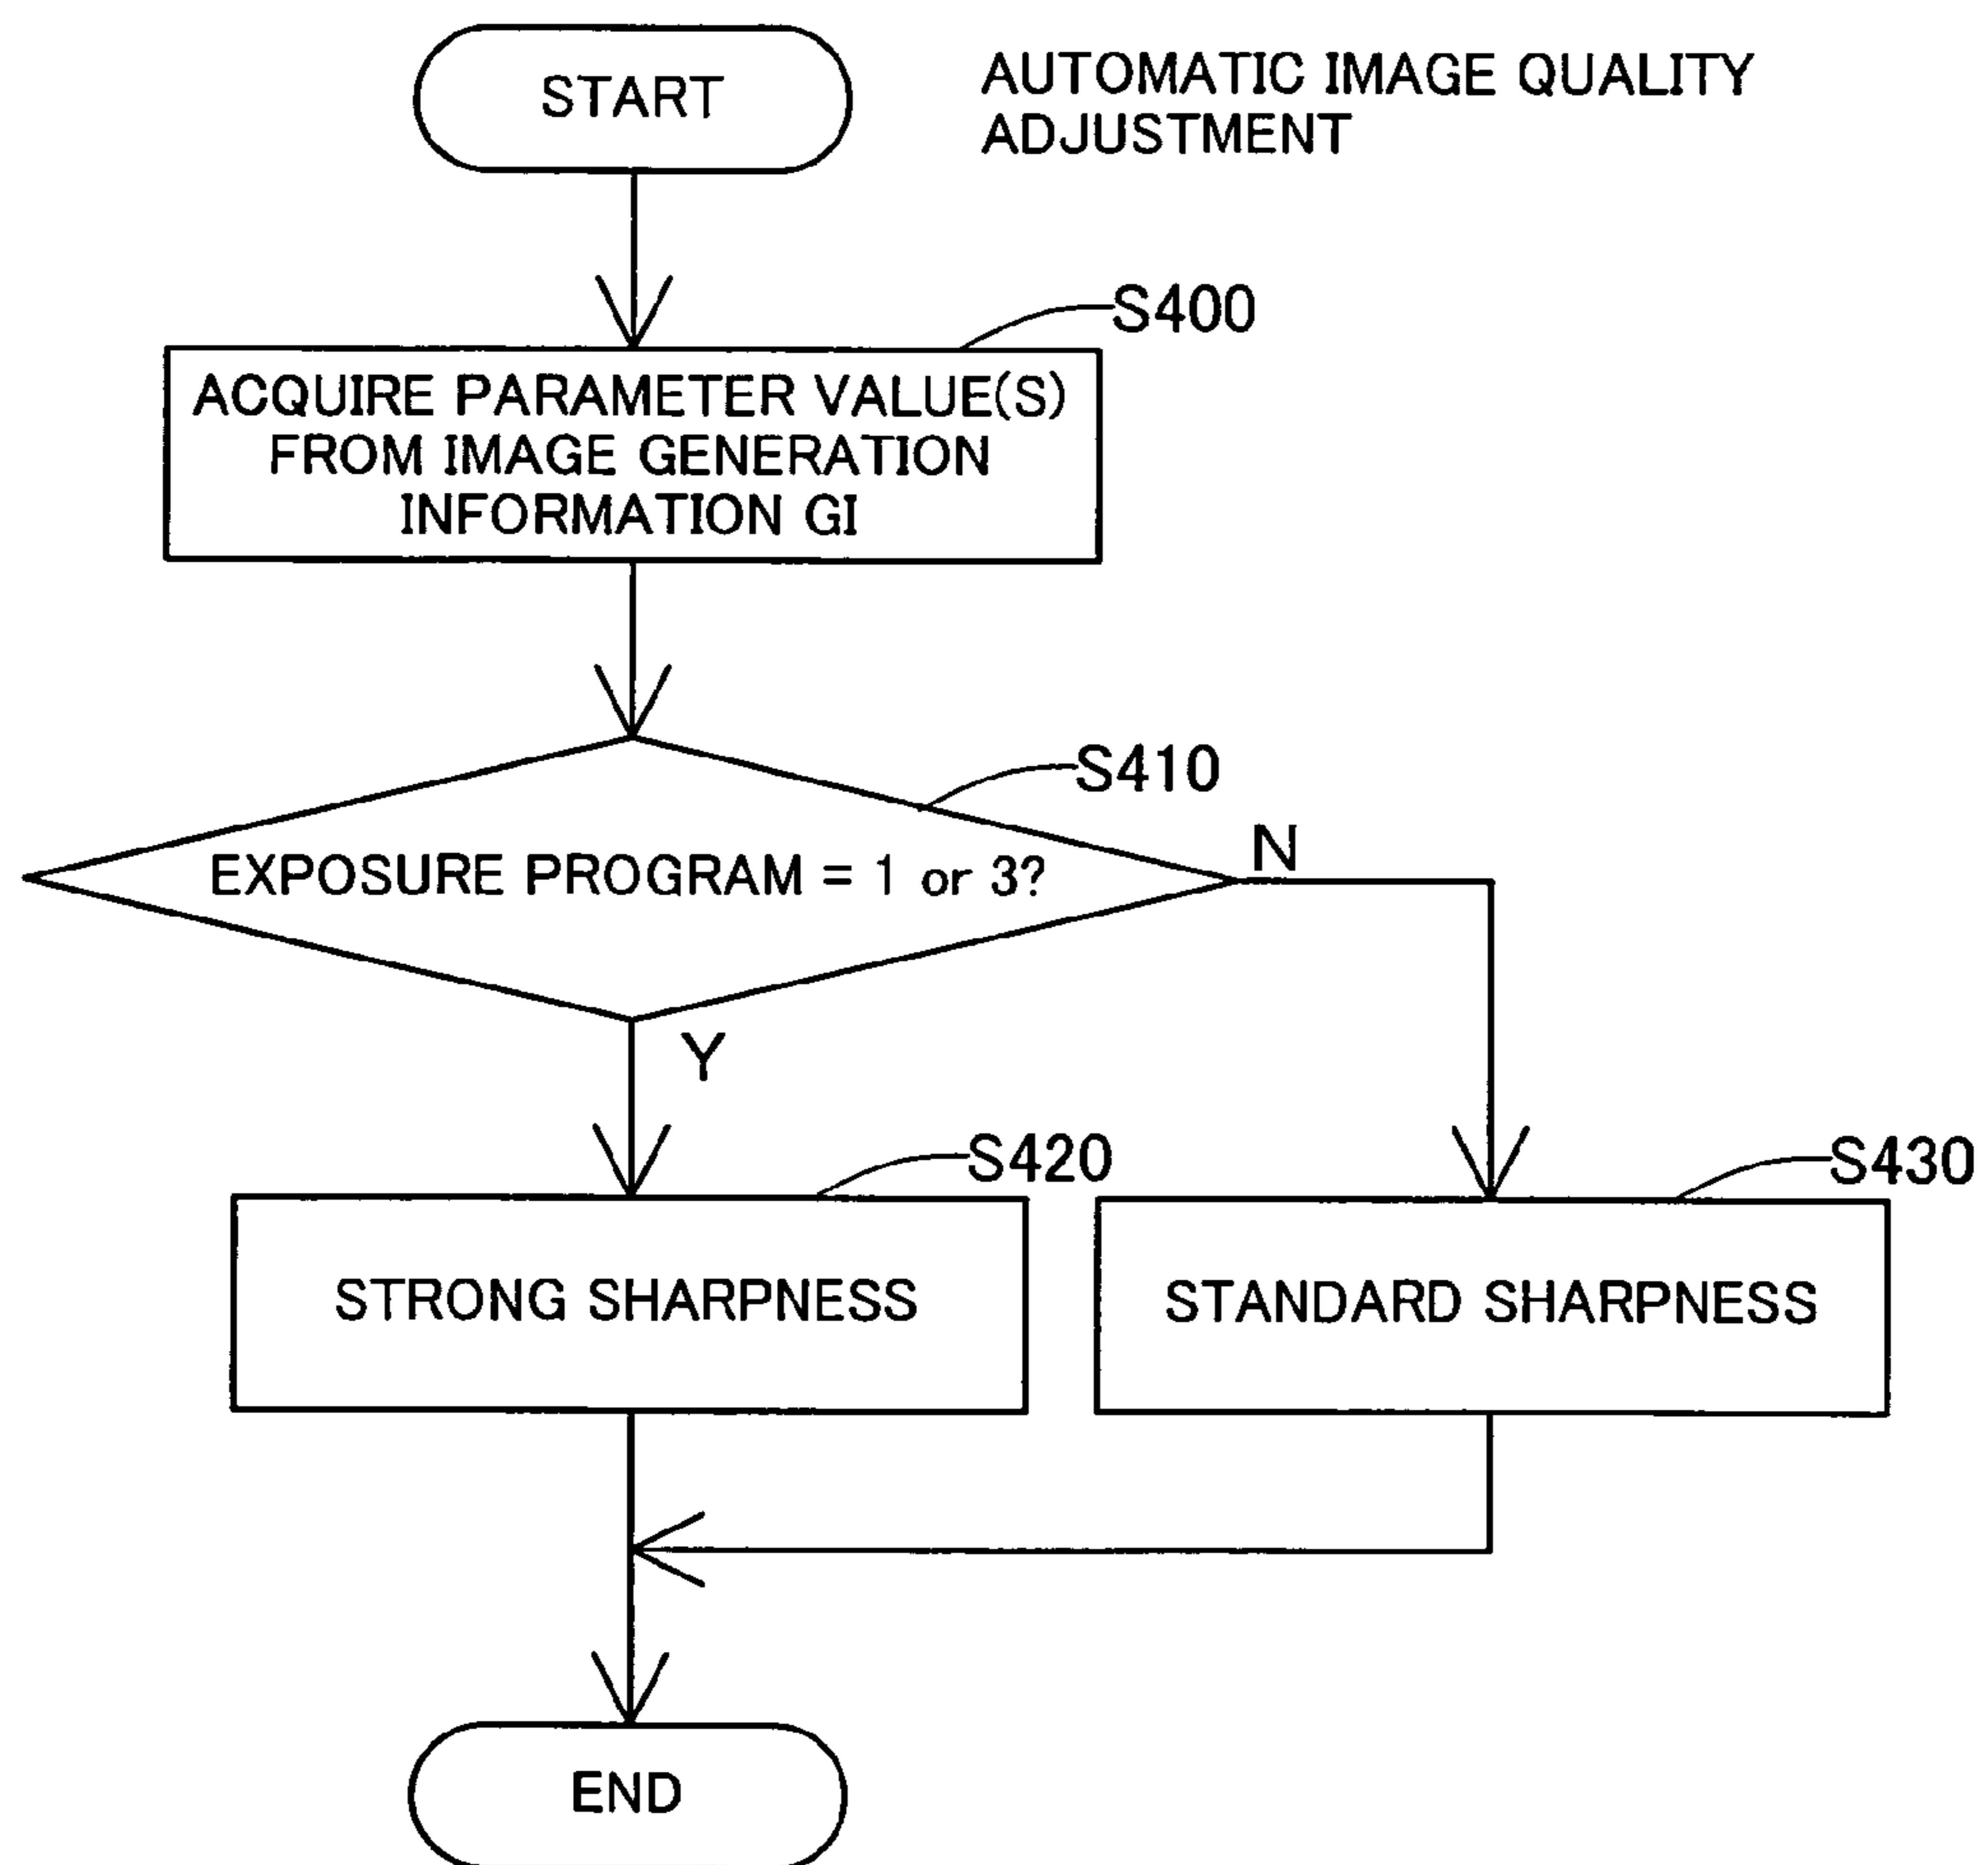 START
AUTOMATIC IMAGE QUALITY
ADJUSTMENT
S400
ACQUIRE PARAMETER VALUE(S)
FROM IMAGE GENERATION
INFORMATION GI
S410
EXPOSURE PROGRAM = 1 or 3?
N
Y
S420
S430
STRONG SHARPNESS
STANDARD SHARPNESS
END